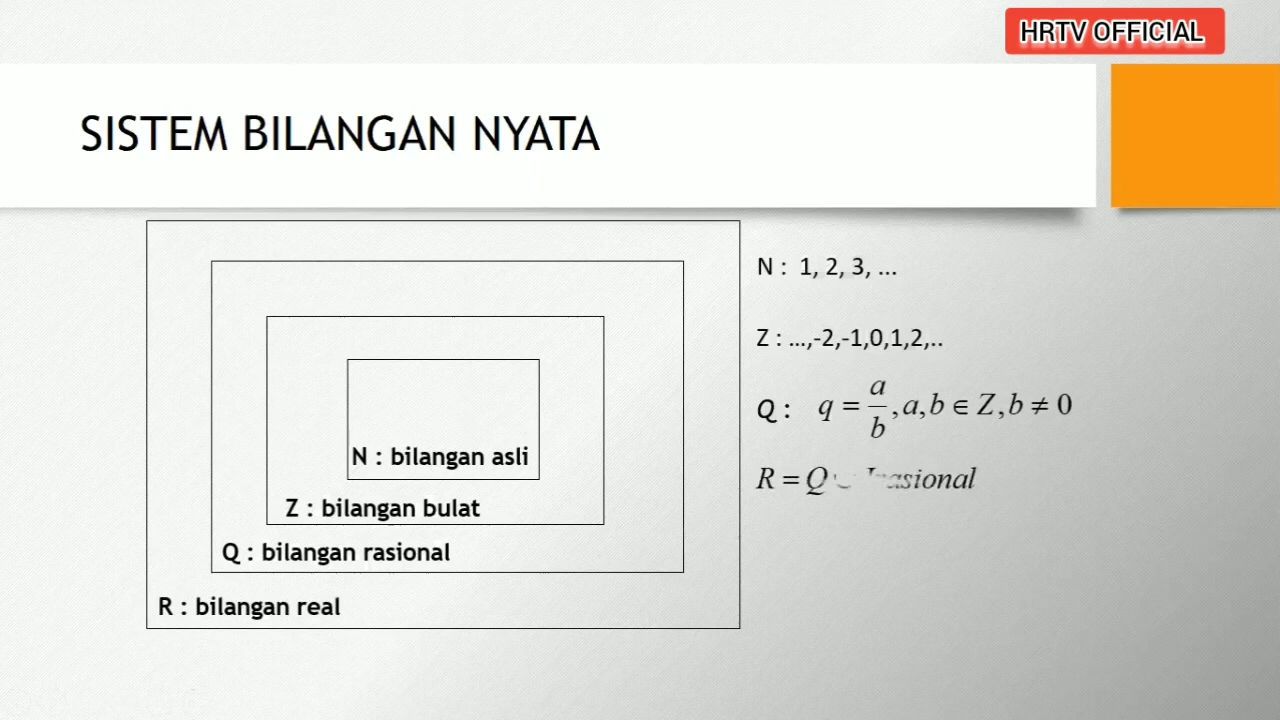 HRTV OFFICIAL
SISTEM BILANGAN NYATA
N : 1, 2, 3, ...
Z : ...,-2,-1,0,1,2,..
Q : q = a/b, a, b ∈ Z, b ≠ 0
R = Q ∪
N : bilangan asli
Z : bilangan bulat
Q : bilangan rasional
R : bilangan real